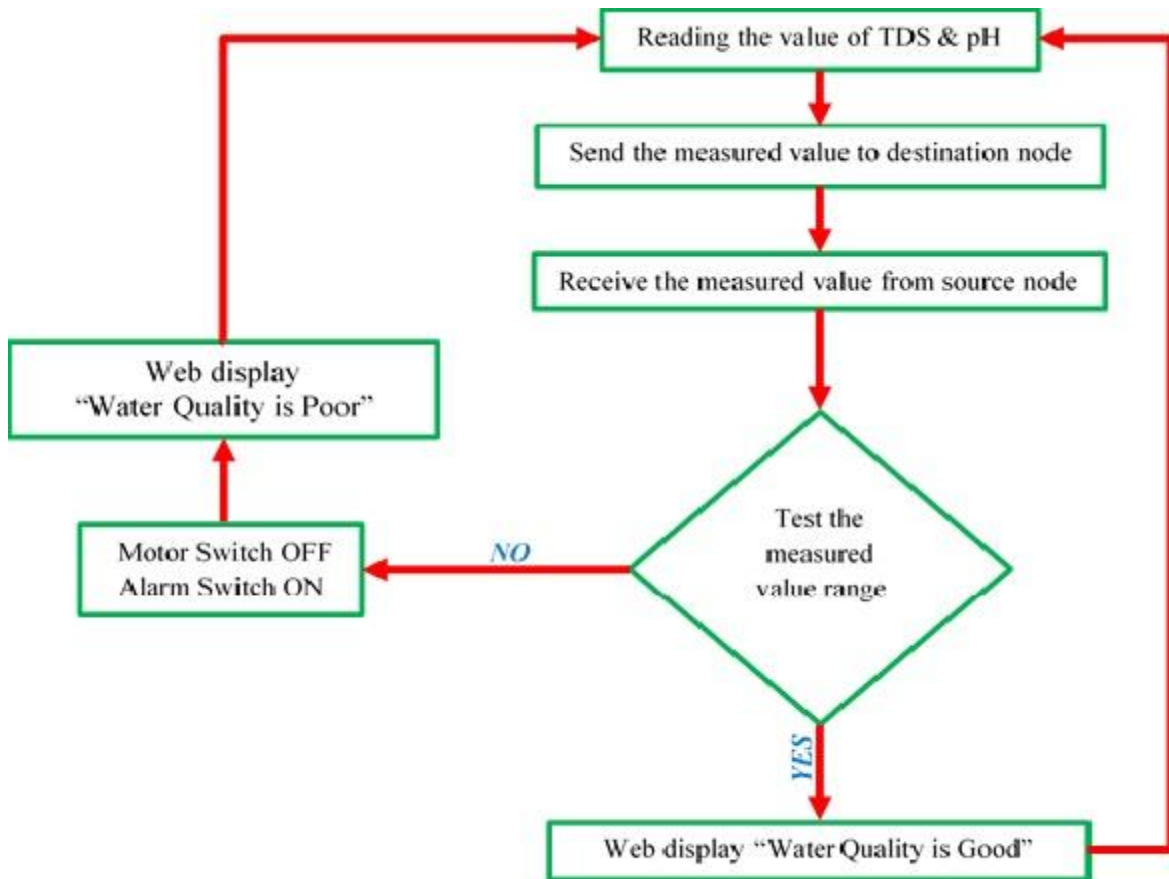 Reading the value of TDS & pH
Send the measured value to destination node
Receive the measured value from source node
Web display
“Water Quality is Poor”
Test the
measured
value range
NO
Motor Switch OFF
Alarm Switch ON
YES
Web display “Water Quality is Good”